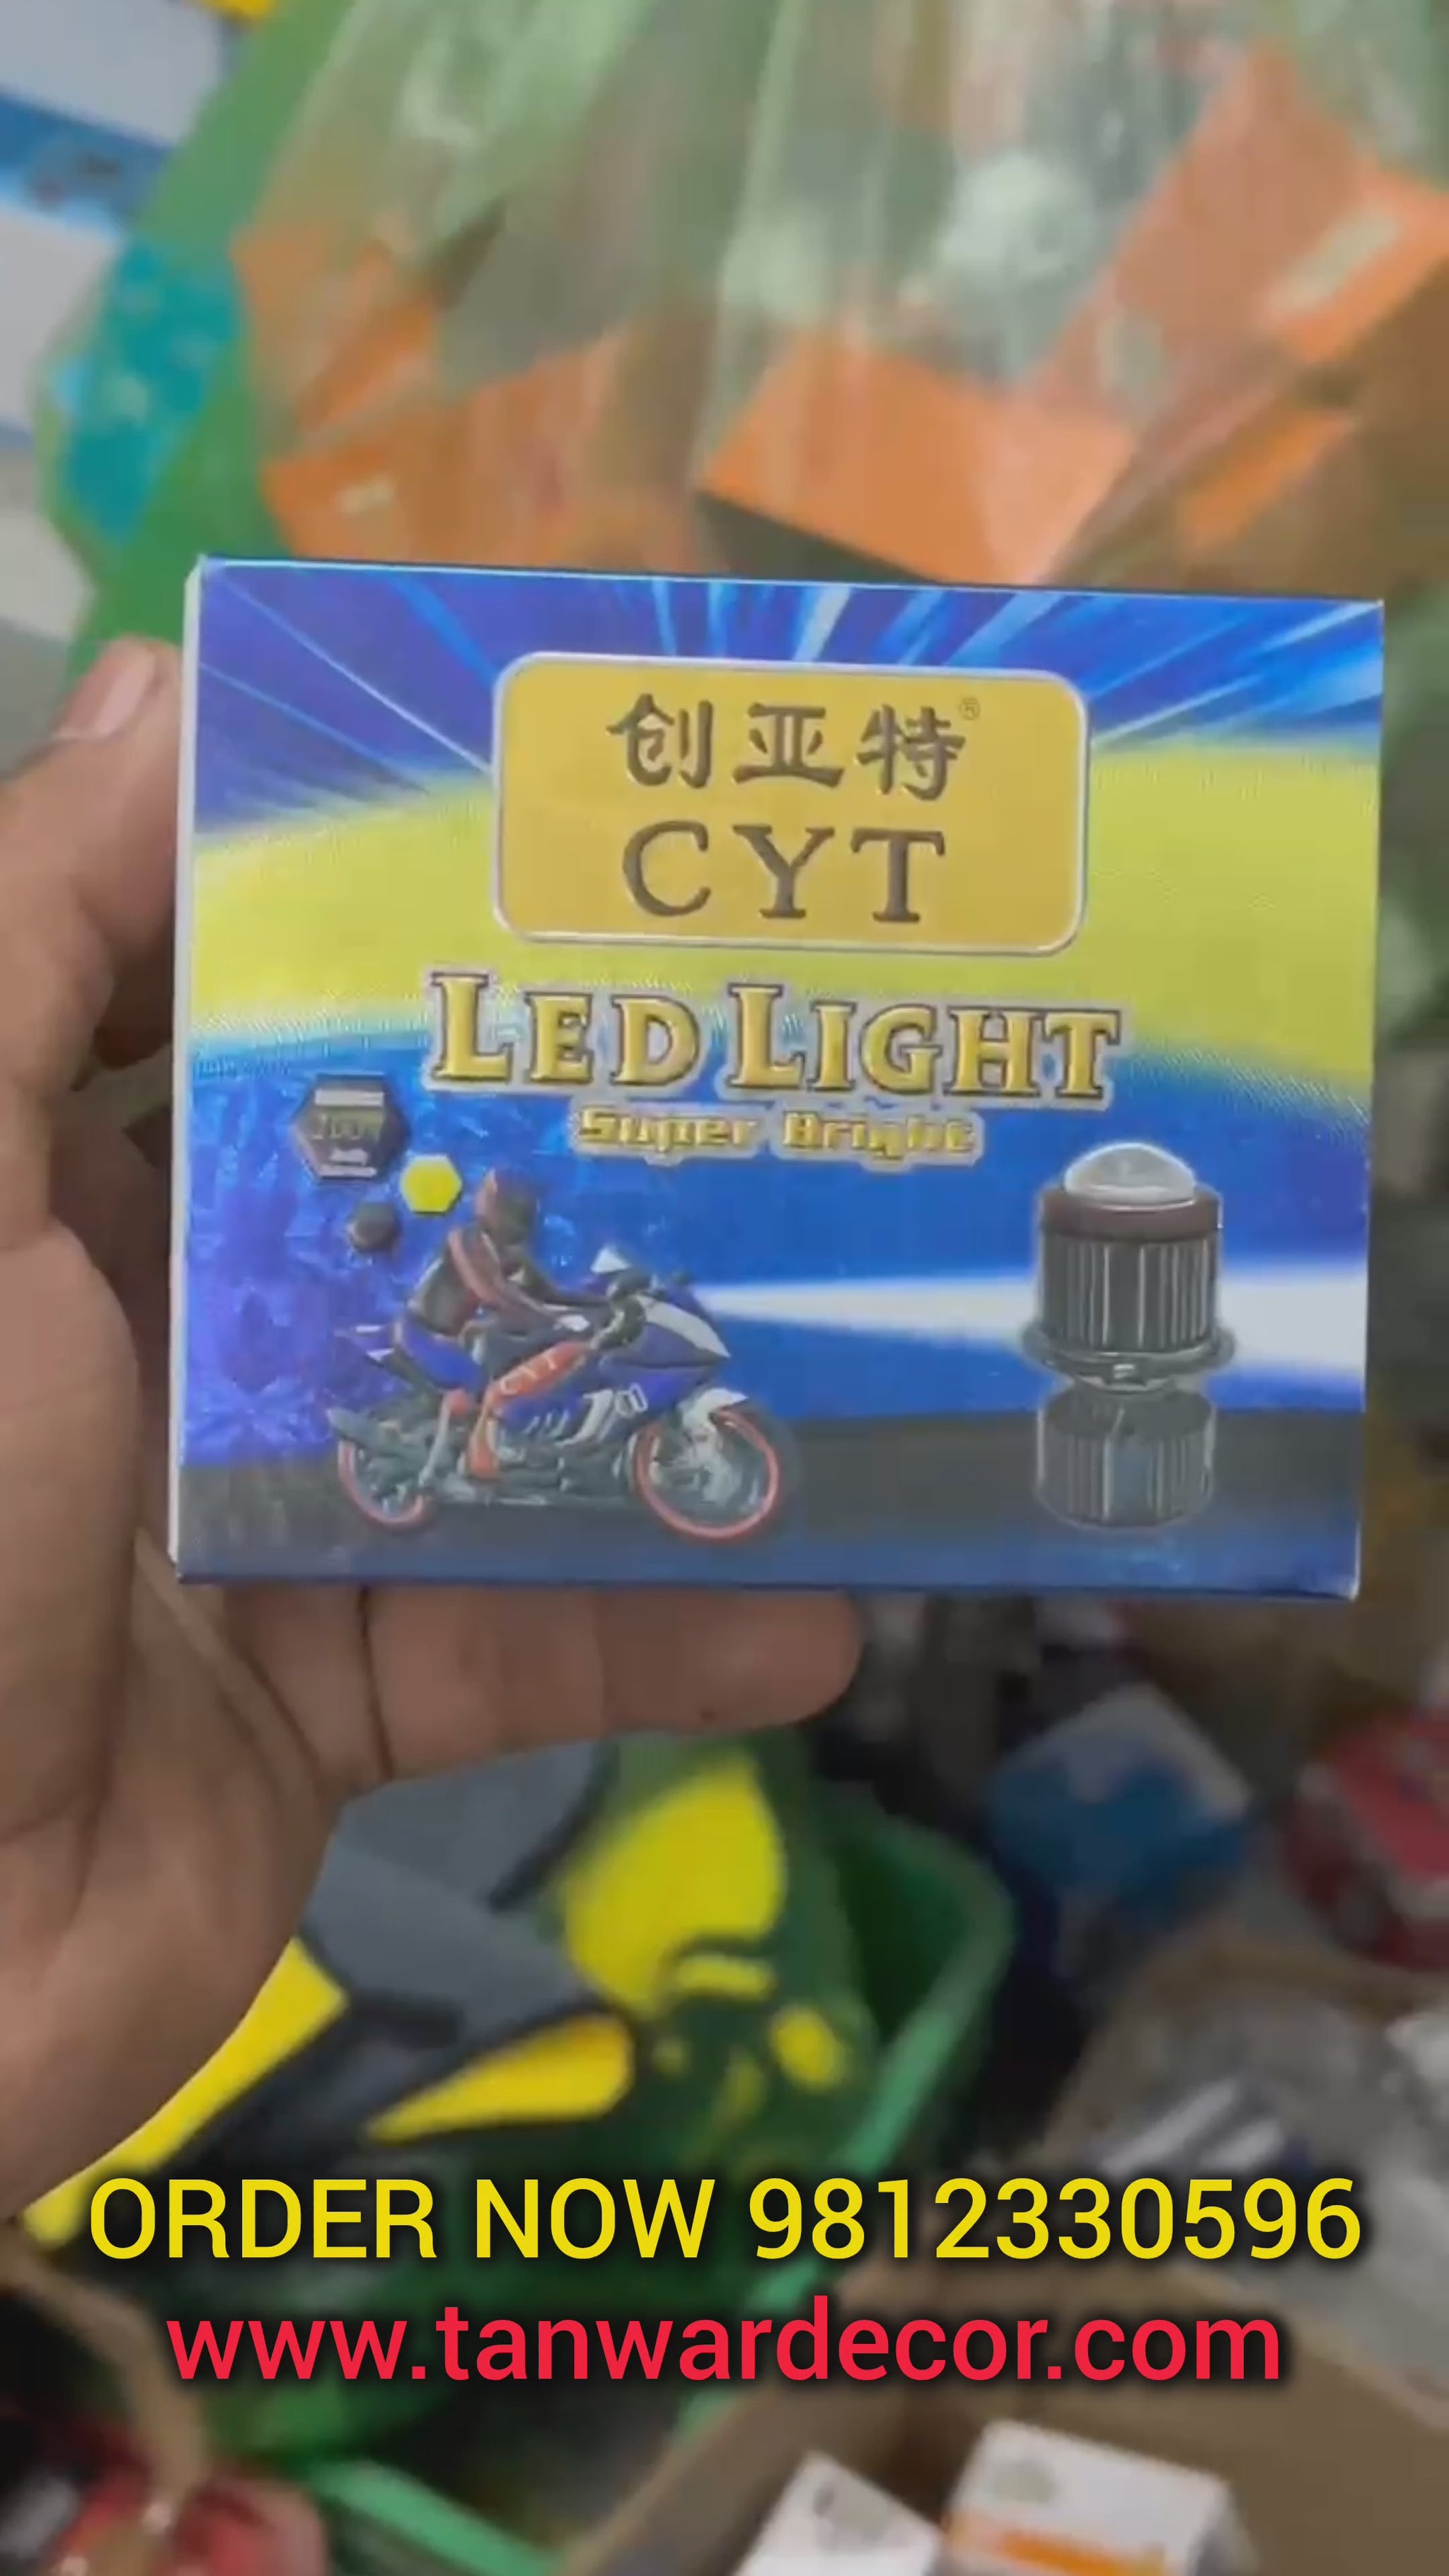 创亚特®
CYT
LED LIGHT
Super Bright
ORDER NOW 9812330596
www.tanwardecor.com